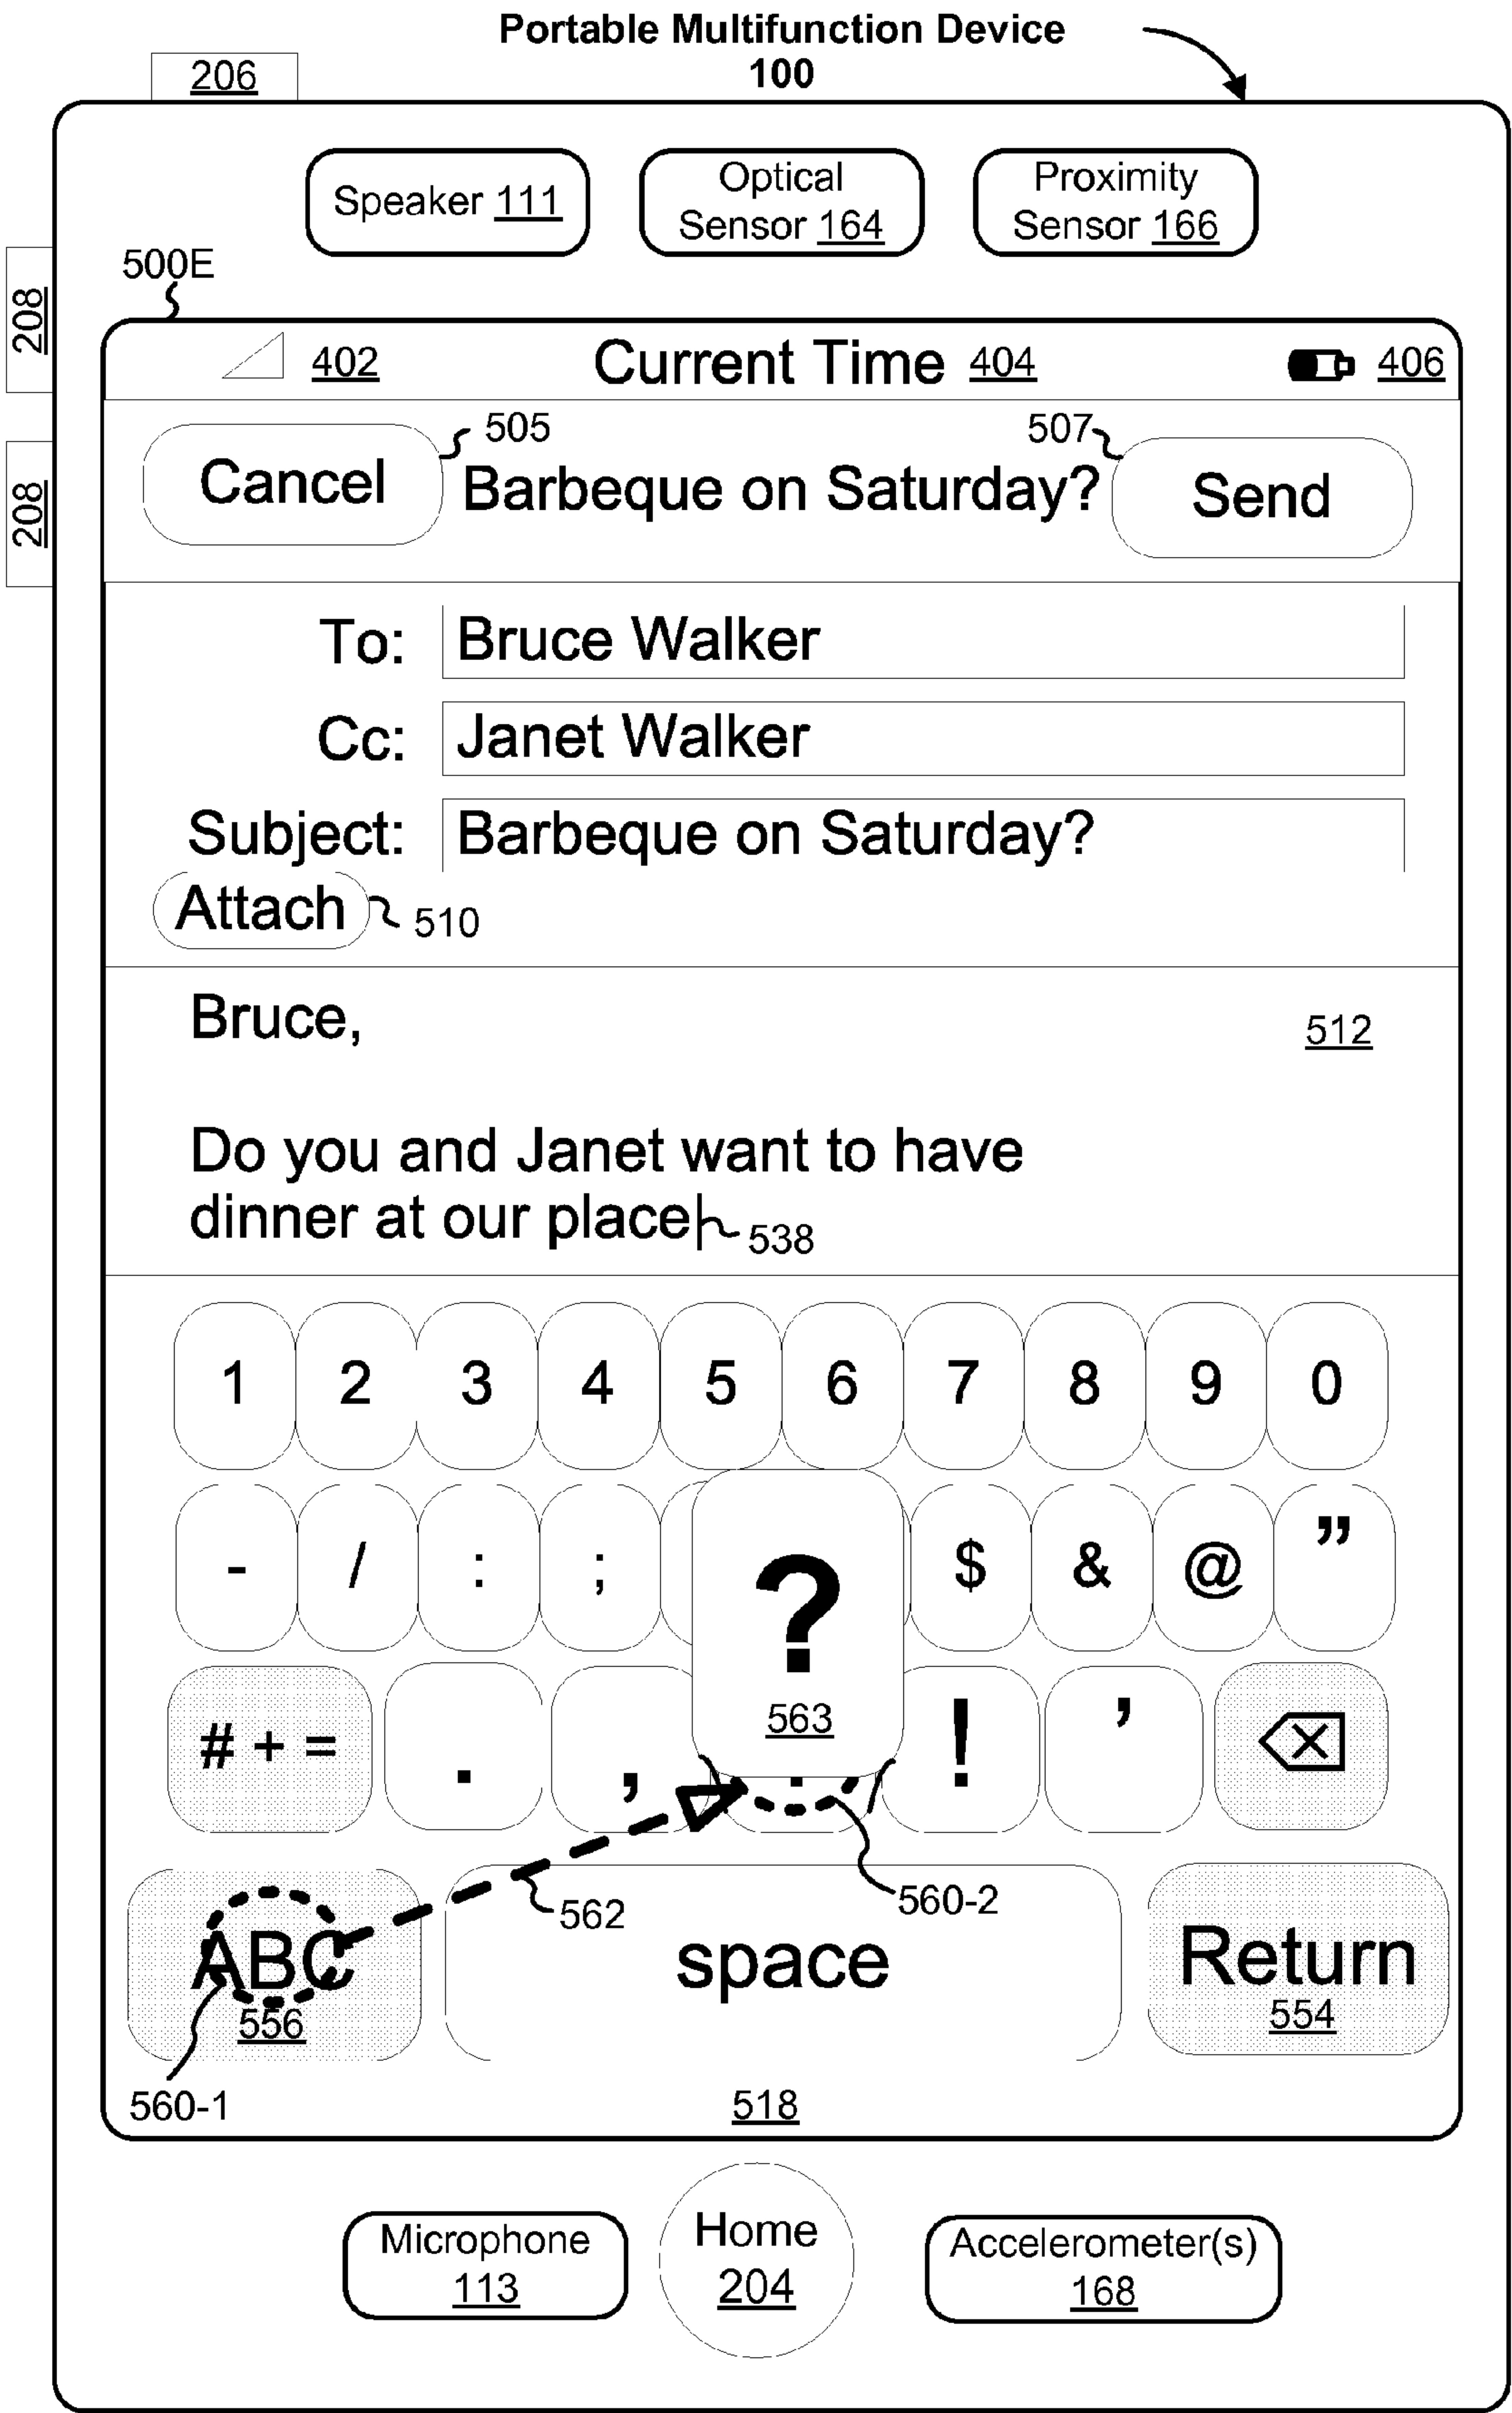 Portable Multifunction Device
100
206
Speaker 111
Optical
Sensor 164
Proximity
Sensor 166
500E
208
208
402
Current Time 404
406
Cancel
505
Barbeque on Saturday?
507
Send
To: Bruce Walker
Cc: Janet Walker
Subject: Barbeque on Saturday?
Attach
510
Bruce,
512
Do you and Janet want to have
dinner at our place
538
1 2 3 4 5 6 7 8 9 0
- / : ; $ & @ ”
?
563
# + = . , ! ’
562
560-2
ABC
556
space
Return
554
560-1
518
Microphone
113
Home
204
Accelerometer(s)
168